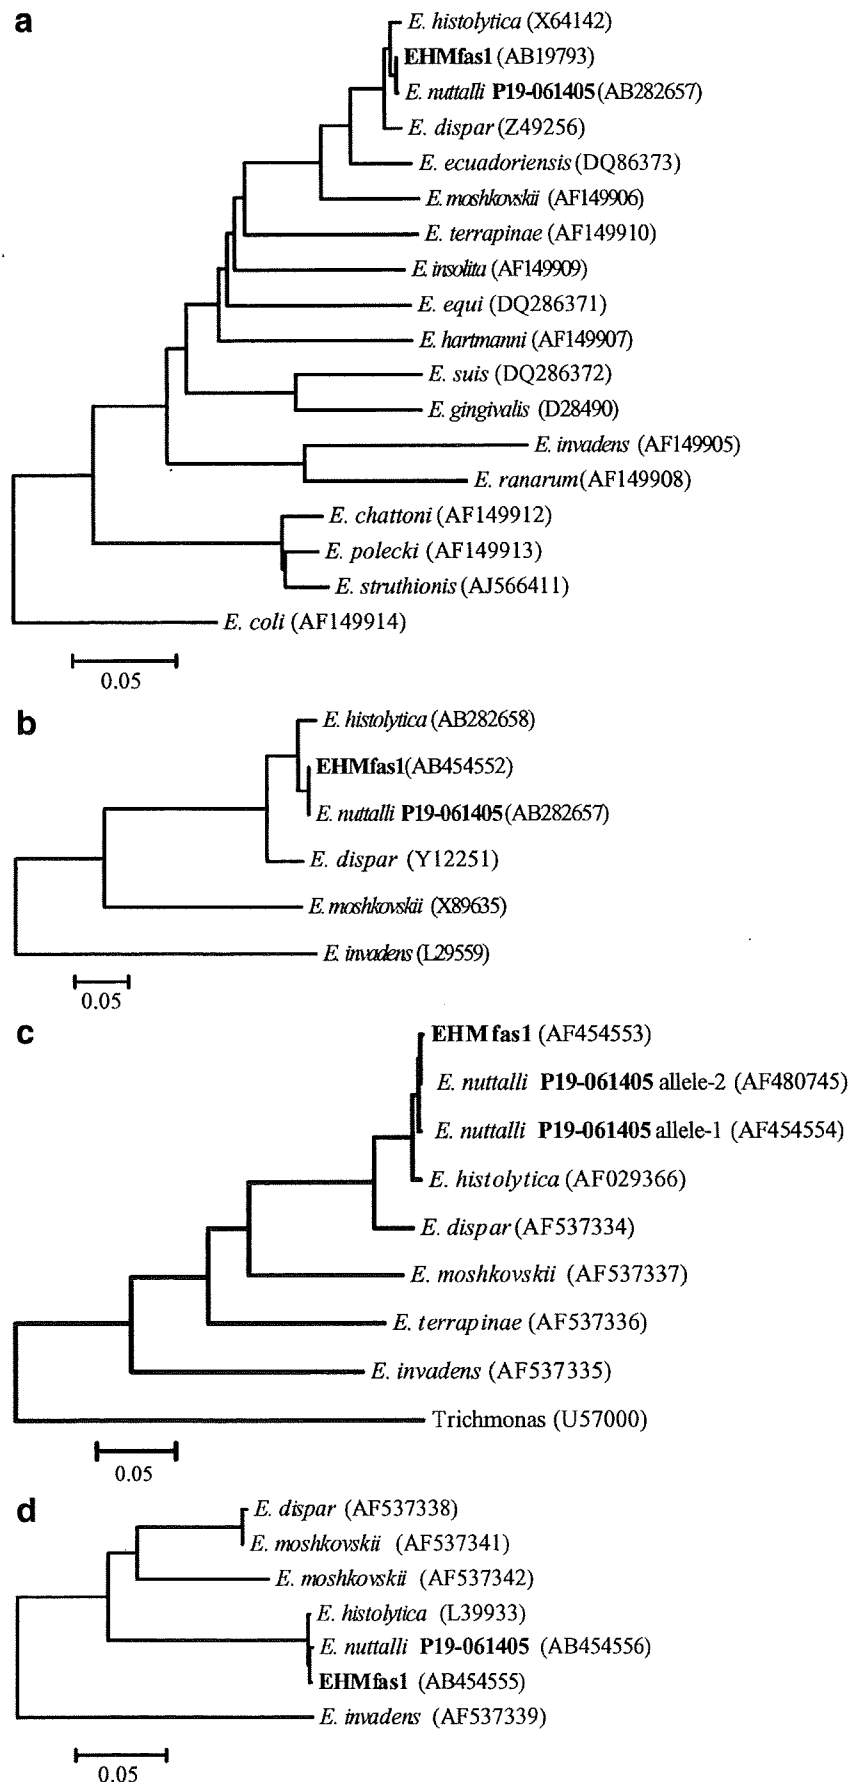 a
E. histolytica (X64142)
EHMfas1 (AB19793)
E. nuttalli P19-061405 (AB282657)
E. dispar (Z49256)
E. ecuadoriensis (DQ86373)
E. moshkovskii (AF149906)
E. terrapinae (AF149910)
E. insolita (AF149909)
E. equi (DQ286371)
E. hartmanni (AF149907)
E. suis (DQ286372)
E. gingivalis (D28490)
E. invadens (AF149905)
E. ranarum (AF149908)
E. chattoni (AF149912)
E. polecki (AF149913)
E. struthionis (AJ566411)
E. coli (AF149914)
0.05
b
E. histolytica (AB282658)
EHMfas1 (AB454552)
E. nuttalli P19-061405 (AB282657)
E. dispar (Y12251)
E. moshkovskii (X89635)
E. invadens (L29559)
0.05
c
EHMfas1 (AF454553)
E. nuttalli P19-061405 allele-2 (AF480745)
E. nuttalli P19-061405 allele-1 (AF454554)
E. histolytica (AF029366)
E. dispar (AF537334)
E. moshkovskii (AF537337)
E. terrapinae (AF537336)
E. invadens (AF537335)
Trichmonas (U57000)
0.05
d
E. dispar (AF537338)
E. moshkovskii (AF537341)
E. moshkovskii (AF537342)
E. histolytica (L39933)
E. nuttalli P19-061405 (AB454556)
EHMfas1 (AB454555)
E. invadens (AF537339)
0.05